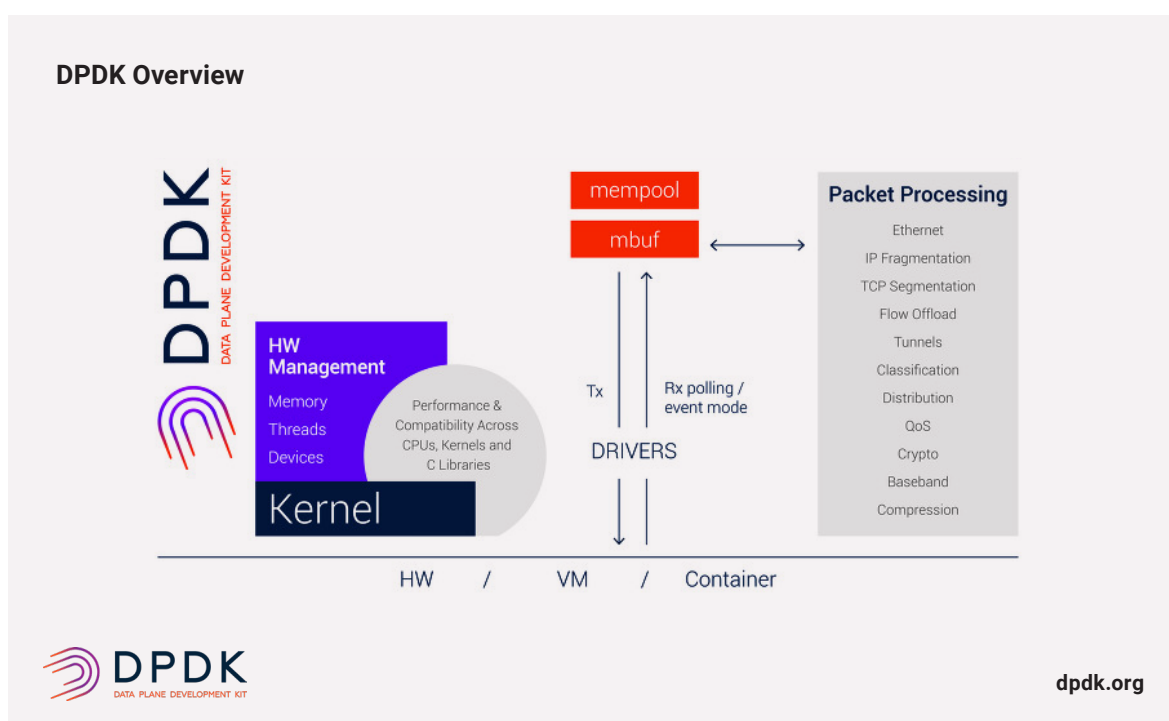 DPDK Overview
DPDK
DATA PLANE DEVELOPMENT KIT
HW
Management
Memory
Threads
Devices
Kernel
Performance &
Compatibility Across
CPUs, Kernels and
C Libraries
mempool
mbuf
Tx
Rx polling /
event mode
DRIVERS
Packet Processing
Ethernet
IP Fragmentation
TCP Segmentation
Flow Offload
Tunnels
Classification
Distribution
QoS
Crypto
Baseband
Compression
HW / VM / Container
DPDK
DATA PLANE DEVELOPMENT KIT
dpdk.org